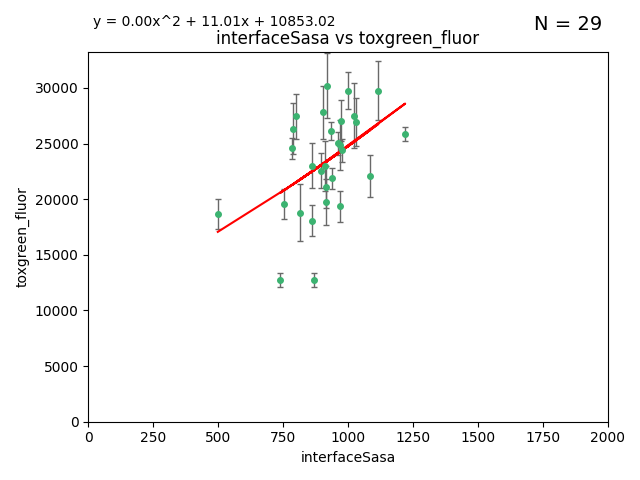 y = 0.00x^2 + 11.01x + 10853.02
N = 29
interfaceSasa vs toxgreen_fluor
30000
25000
20000
15000
10000
5000
0
toxgreen_fluor
0 250 500 750 1000 1250 1500 1750 2000
interfaceSasa